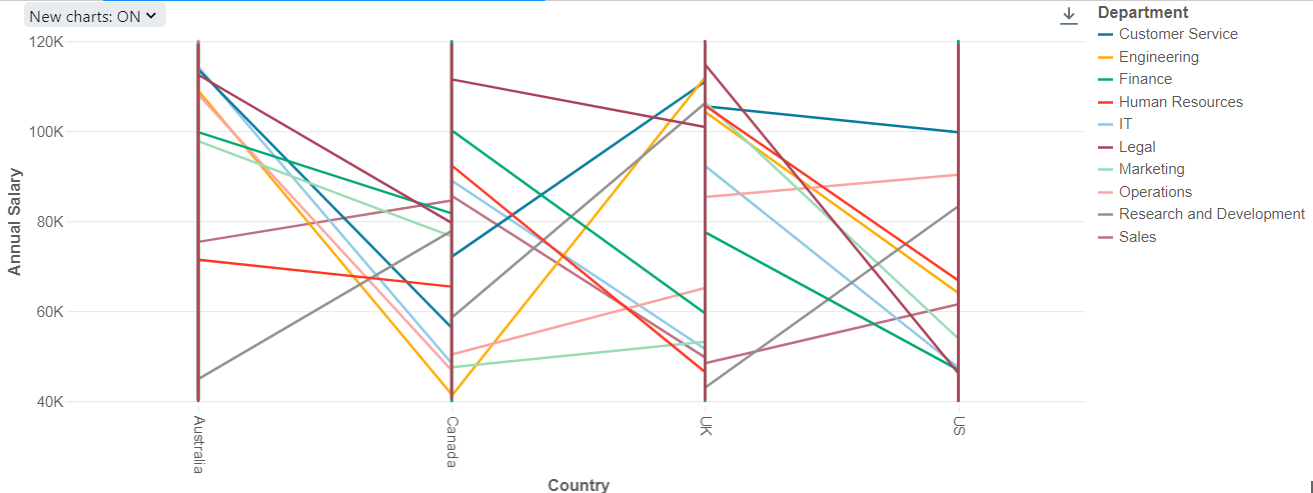 New charts: ON
Department
Customer Service
Engineering
Finance
Human Resources
IT
Legal
Marketing
Operations
Research and Development
Sales
Annual Salary
120K
100K
80K
60K
40K
Australia
Canada
UK
US
Country